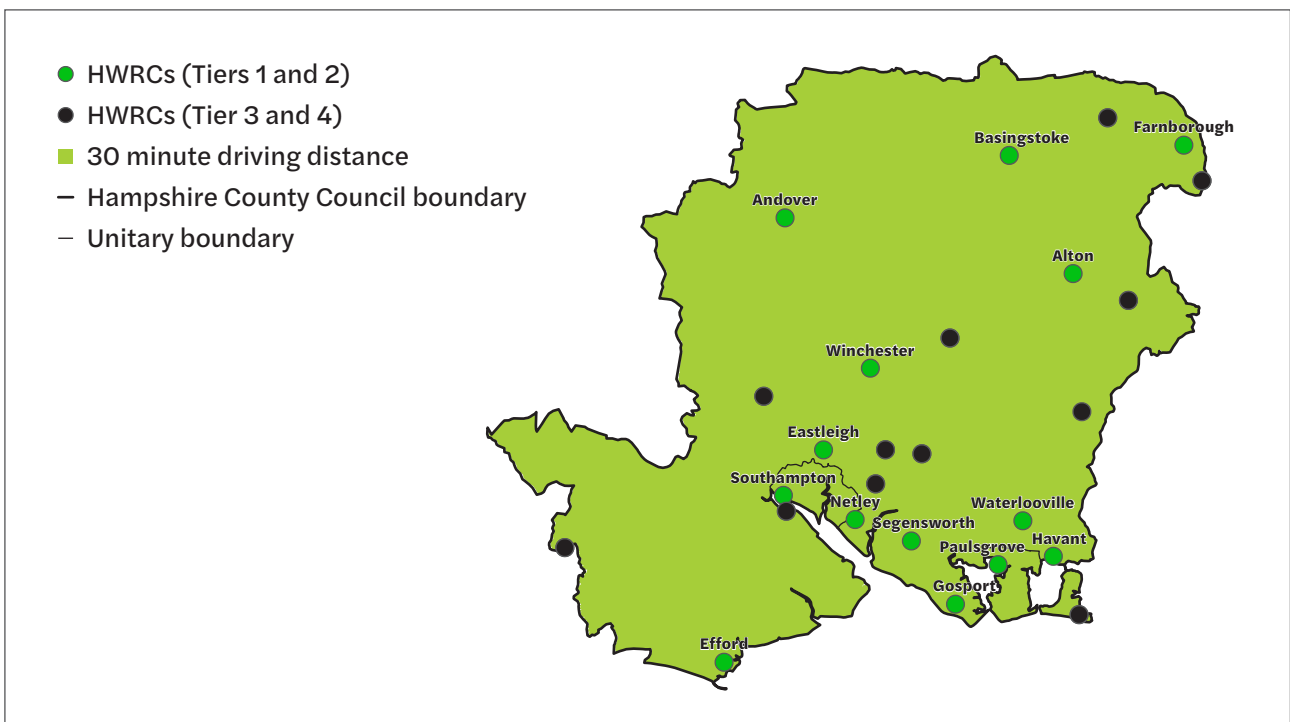 HWRCs (Tiers 1 and 2)
HWRCs (Tier 3 and 4)
30 minute driving distance
Hampshire County Council boundary
Unitary boundary
Farnborough
Basingstoke
Andover
Alton
Winchester
Eastleigh
Southampton
Netley
Waterlooville
Segensworth
Havant
Paulsgrove
Gosport
Efford